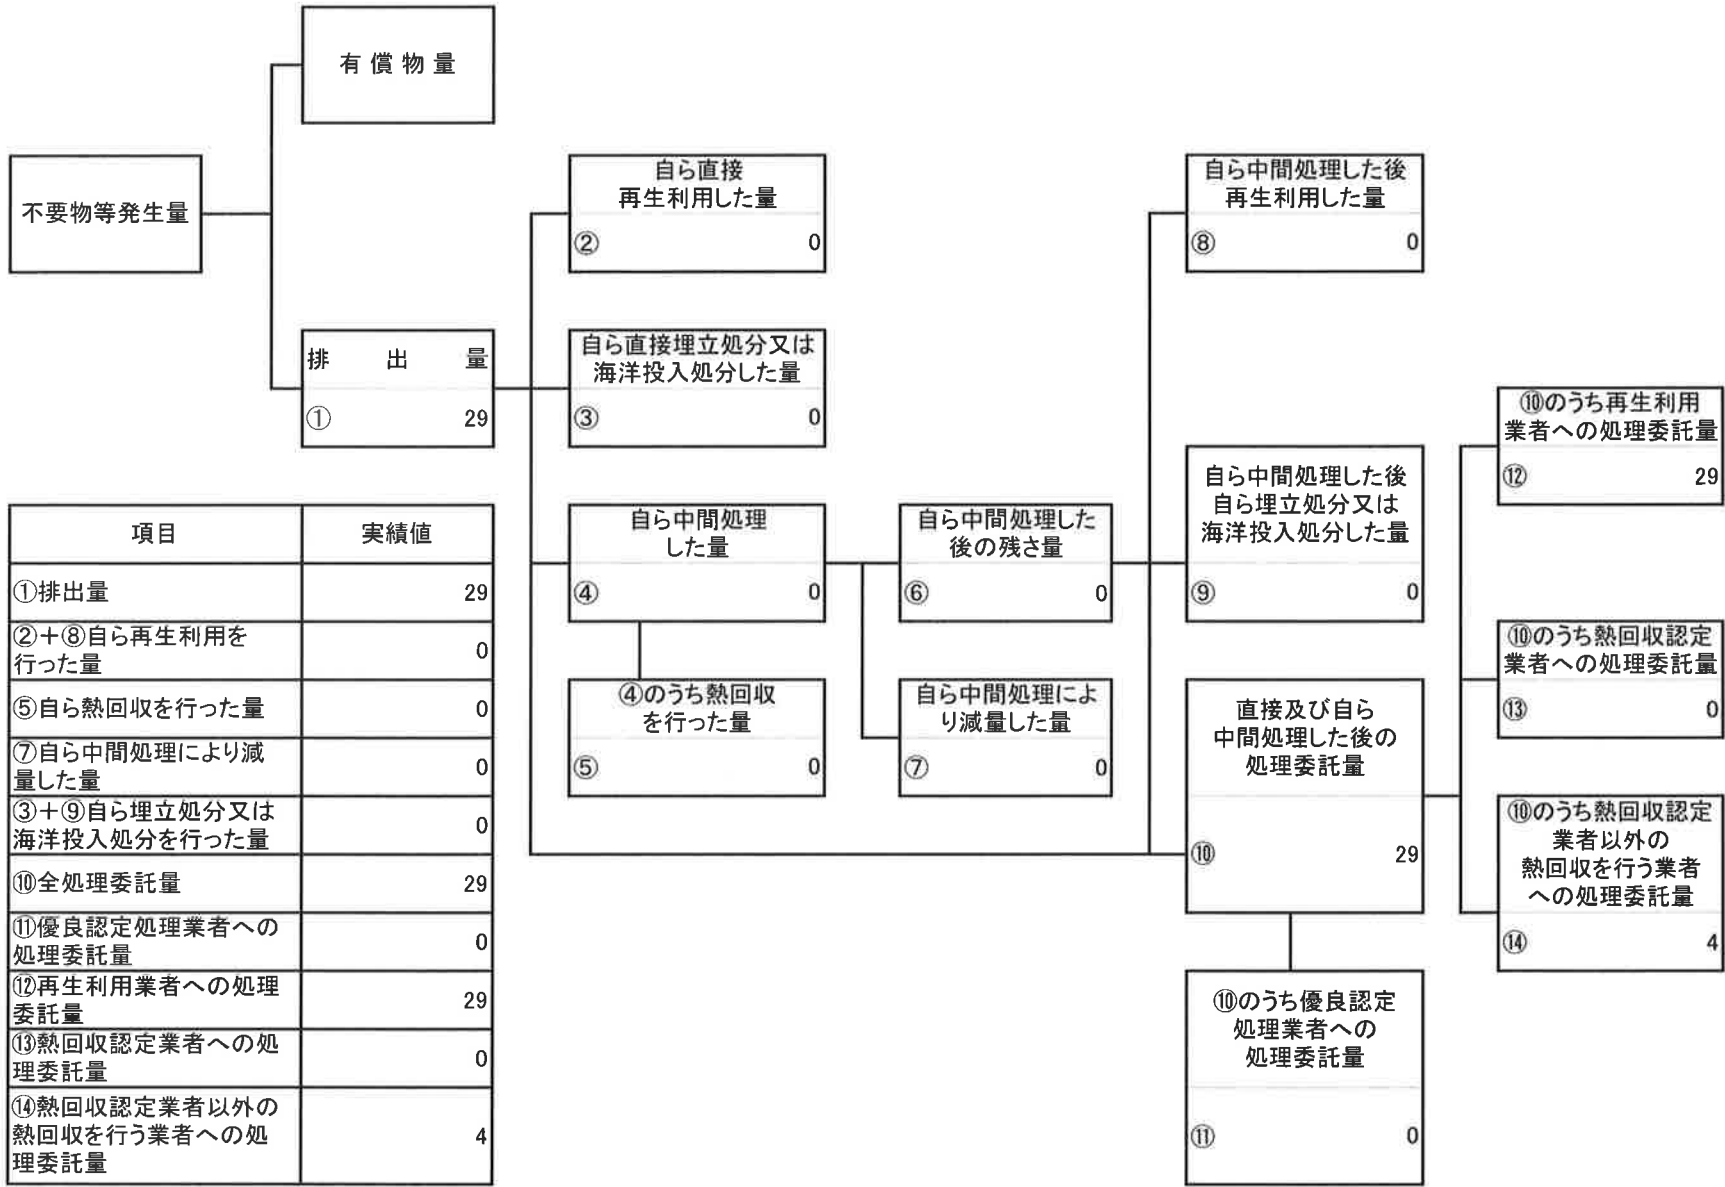 有償物量
不要物等発生量
排出量
① 29
自ら直接
再生利用した量
② 0
自ら直接埋立処分又は
海洋投入処分した量
③ 0
自ら中間処理
した量
④ 0
④のうち熱回収
を行った量
⑤ 0
自ら中間処理した
後の残さ量
⑥ 0
自ら中間処理によ
り減量した量
⑦ 0
自ら中間処理した後
再生利用した量
⑧ 0
自ら中間処理した後
自ら埋立処分又は
海洋投入処分した量
⑨ 0
直接及び自ら
中間処理した後の
処理委託量
⑩ 29
⑩のうち優良認定
処理業者への
処理委託量
⑪ 0
⑩のうち再生利用
業者への処理委託量
⑫ 29
⑩のうち熱回収認定
業者への処理委託量
⑬ 0
⑩のうち熱回収認定
業者以外の
熱回収を行う業者
への処理委託量
⑭ 4
項目 実績値
①排出量 29
②+⑧自ら再生利用を
行った量 0
⑤自ら熱回収を行った量 0
⑦自ら中間処理により減
量した量 0
③+⑨自ら埋立処分又は
海洋投入処分を行った量 0
⑩全処理委託量 29
⑪優良認定処理業者への
処理委託量 0
⑫再生利用業者への処理
委託量 29
⑬熱回収認定業者への処
理委託量 0
⑭熱回収認定業者以外の
熱回収を行う業者への処
理委託量 4